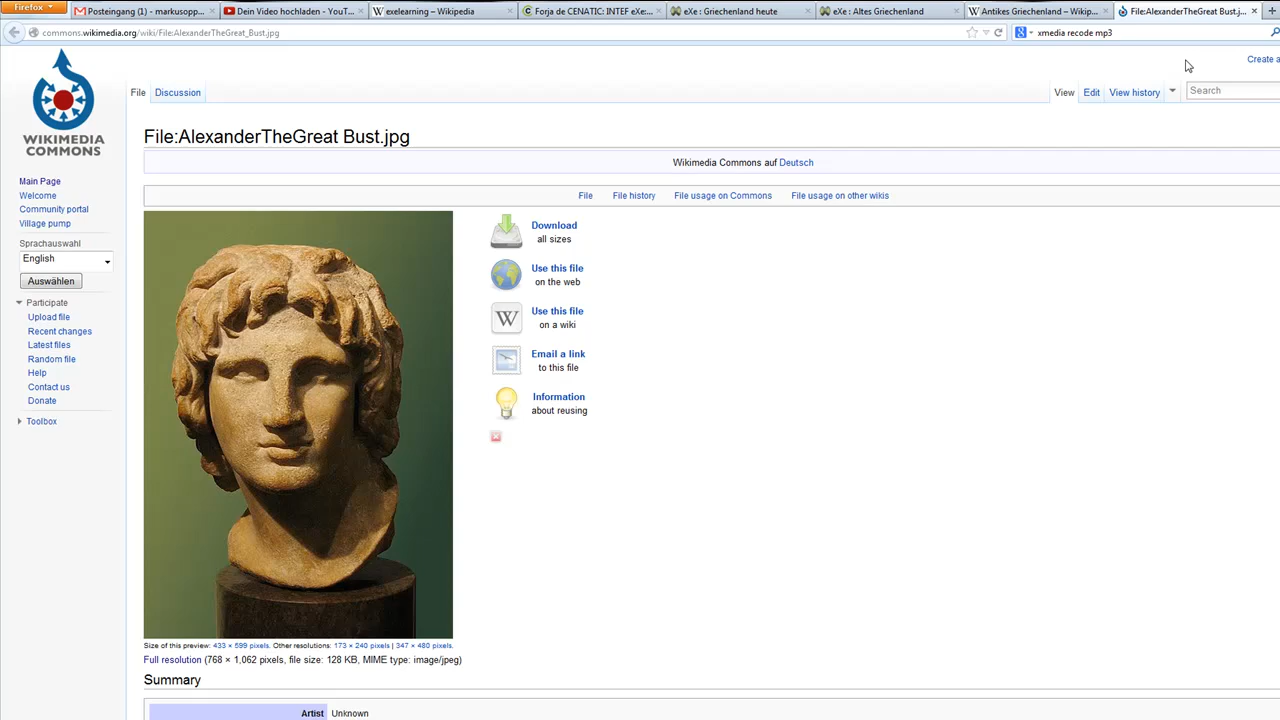 Firefox
Posteingang (1) - markusopp...
Dein Video hochladen - YouT...
exelearning – Wikipedia
Forja de CENATIC: INTEF eXe:...
eXe : Griechenland heute
eXe : Altes Griechenland
Antikes Griechenland – Wikip...
File:AlexanderTheGreat Bust.j...
commons.wikimedia.org/wiki/File:AlexanderTheGreat_Bust.jpg
xmedia recode mp3
Create a
File
Discussion
View
Edit
View history
Search
WIKIMEDIA
COMMONS
File:AlexanderTheGreat Bust.jpg
Wikimedia Commons auf Deutsch
Main Page
Welcome
Community portal
Village pump
File
File history
File usage on Commons
File usage on other wikis
Sprachauswahl
English
Auswählen
Participate
Upload file
Recent changes
Latest files
Random file
Help
Contact us
Donate
Toolbox
Download
all sizes
Use this file
on the web
W
Use this file
on a wiki
Email a link
to this file
Information
about reusing
Size of this preview: 433 × 599 pixels. Other resolutions: 173 × 240 pixels | 347 × 480 pixels.
Full resolution (768 × 1,062 pixels, file size: 128 KB, MIME type: image/jpeg)
Summary
Artist Unknown